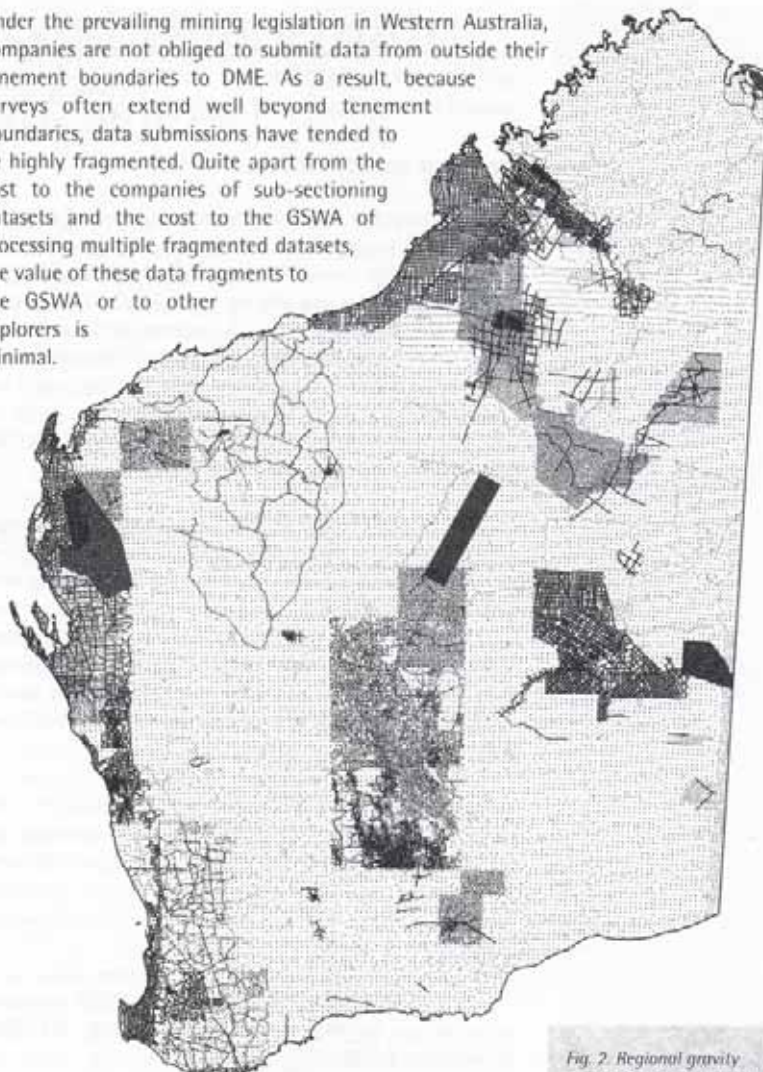 nder the prevailing mining legislation in Western Australia,
ompanies are not obliged to submit data from outside their
nement boundaries to DME. As a result, because
urveys often extend well beyond tenement
oundaries, data submissions have tended to
e highly fragmented. Quite apart from the
st to the companies of sub-sectioning
atasets and the cost to the GSWA of
ocessing multiple fragmented datasets,
e value of these data fragments to
e GSWA or to other
xplorers is
inimal.
Fig. 2. Regional gravity